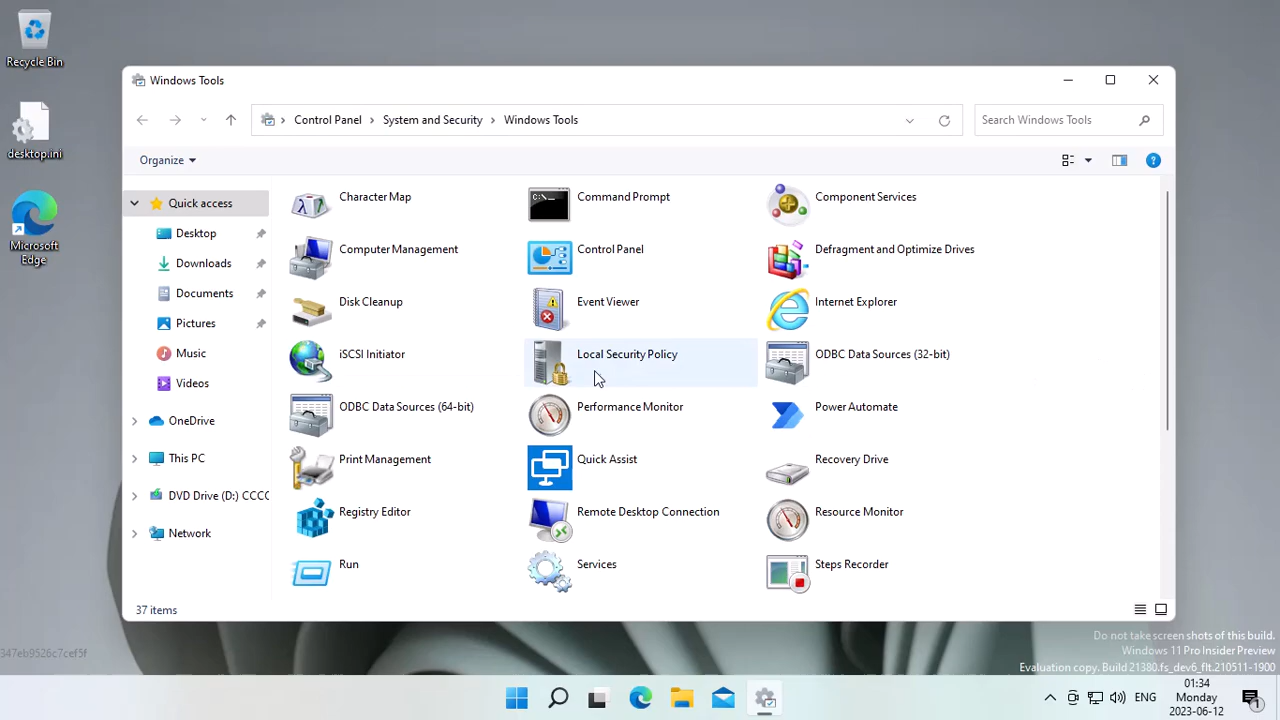 Recycle Bin
desktop.ini
Microsoft
Edge
Windows Tools
Control Panel
System and Security
Windows Tools
Search Windows Tools
Organize
Quick access
Desktop
Downloads
Documents
Pictures
Music
Videos
OneDrive
This PC
DVD Drive (D:) CCCC
Network
Character Map
Command Prompt
Component Services
Computer Management
Control Panel
Defragment and Optimize Drives
Disk Cleanup
Event Viewer
Internet Explorer
iSCSI Initiator
Local Security Policy
ODBC Data Sources (32-bit)
ODBC Data Sources (64-bit)
Performance Monitor
Power Automate
Print Management
Quick Assist
Recovery Drive
Registry Editor
Remote Desktop Connection
Resource Monitor
Run
Services
Steps Recorder
37 items
347eb9526c7cef5f
Do not take screen shots of this build.
Windows 11 Pro Insider Preview
Evaluation copy. Build 21380.fs_dev6_flt.210511-1900
ENG
01:34
Monday
2023-06-12
1